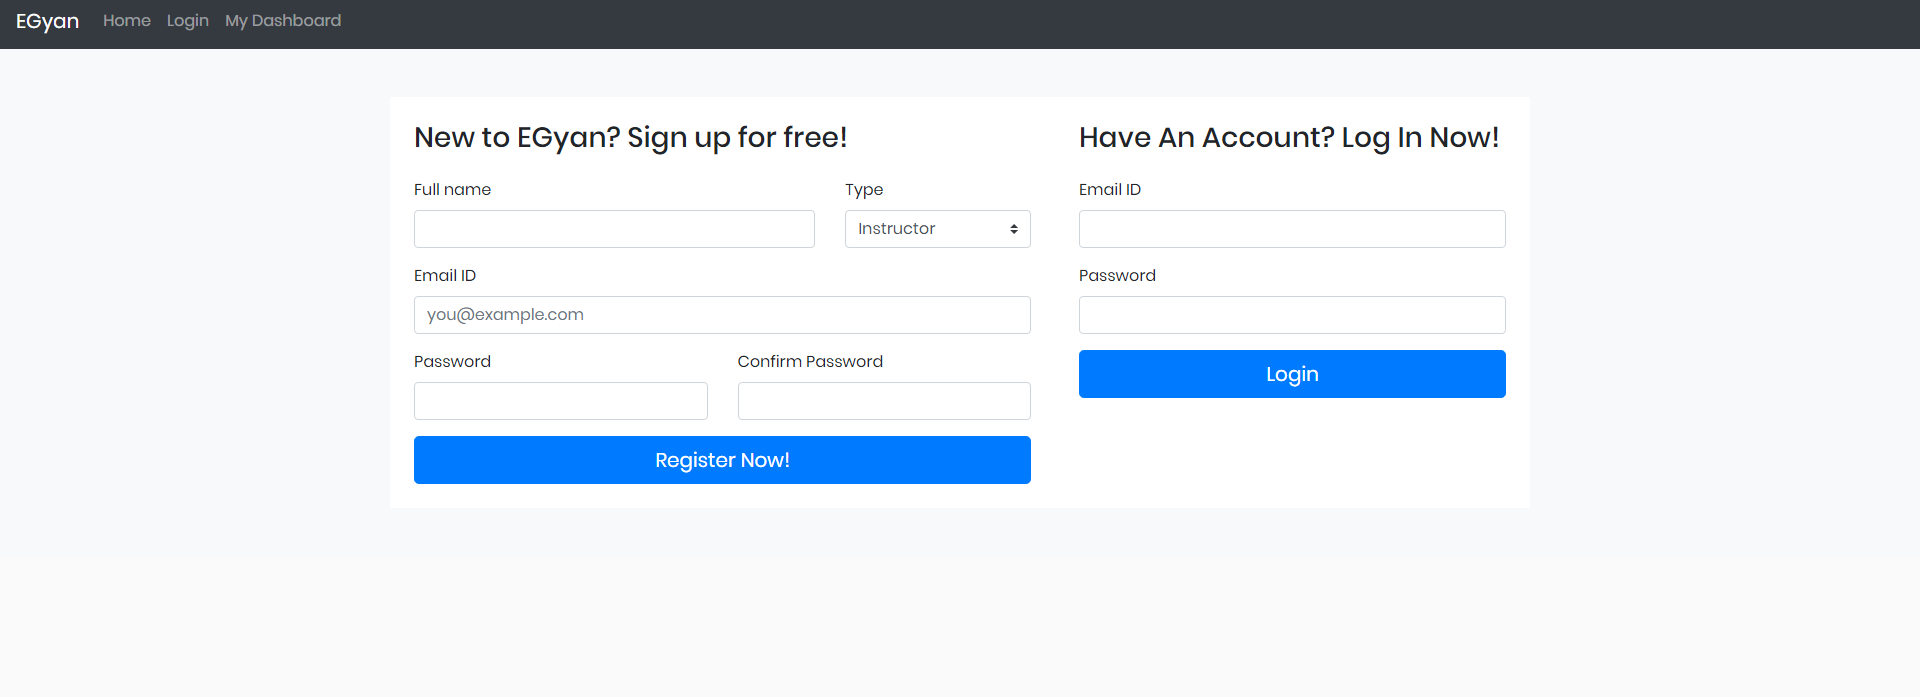 EGyan Home Login My Dashboard
New to EGyan? Sign up for free!
Full name
Type
Instructor
Email ID
you@example.com
Password
Confirm Password
Register Now!
Have An Account? Log In Now!
Email ID
Password
Login